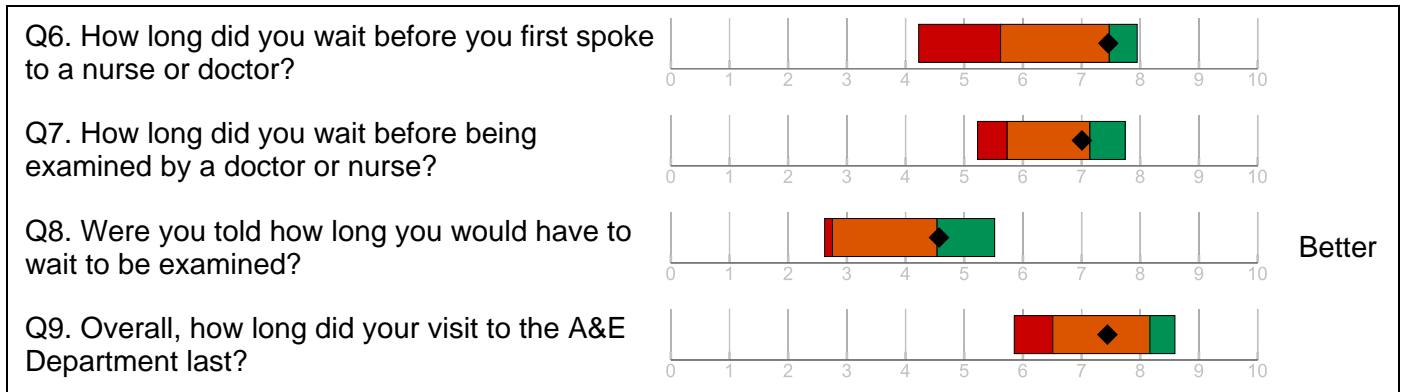 Q6. How long did you wait before you first spoke
to a nurse or doctor?
0 1 2 3 4 5 6 7 8 9 10
Q7. How long did you wait before being
examined by a doctor or nurse?
0 1 2 3 4 5 6 7 8 9 10
Q8. Were you told how long you would have to
wait to be examined?
0 1 2 3 4 5 6 7 8 9 10
Better
Q9. Overall, how long did your visit to the A&E
Department last?
0 1 2 3 4 5 6 7 8 9 10